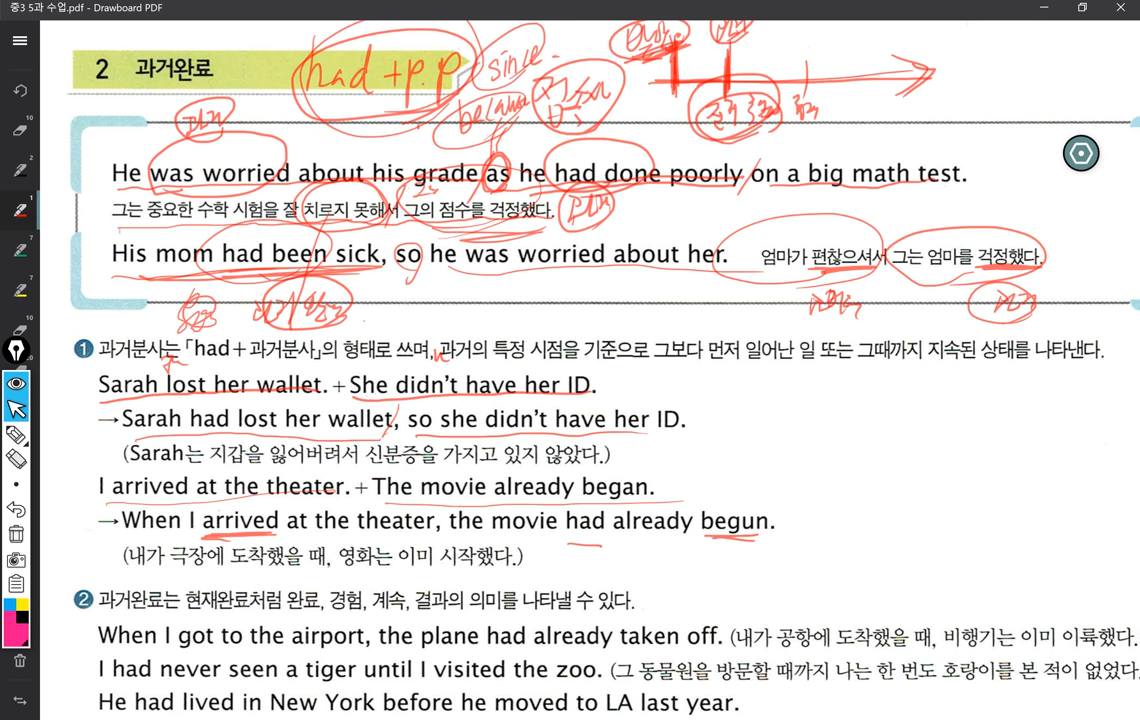 중3 5과 수업.pdf - Drawboard PDF
2 과거완료
had + p.p
since
because
접속사
He was worried about his grade as he had done poorly on a big math test.
그는 중요한 수학 시험을 잘 치르지 못해서 그의 점수를 걱정했다.
His mom had been sick, so he was worried about her. 엄마가 편찮으셔서 그는 엄마를 걱정했다.
❶ 과거분사는 「had+과거분사」의 형태로 쓰며, 과거의 특정 시점을 기준으로 그보다 먼저 일어난 일 또는 그때까지 지속된 상태를 나타낸다.
Sarah lost her wallet. + She didn't have her ID.
→ Sarah had lost her wallet, so she didn't have her ID.
(Sarah는 지갑을 잃어버려서 신분증을 가지고 있지 않았다.)
I arrived at the theater. + The movie already began.
→ When I arrived at the theater, the movie had already begun.
(내가 극장에 도착했을 때, 영화는 이미 시작했다.)
❷ 과거완료는 현재완료처럼 완료, 경험, 계속, 결과의 의미를 나타낼 수 있다.
When I got to the airport, the plane had already taken off. (내가 공항에 도착했을 때, 비행기는 이미 이륙했다.
I had never seen a tiger until I visited the zoo. (그 동물원을 방문할 때까지 나는 한 번도 호랑이를 본 적이 없었다
He had lived in New York before he moved to LA last year.